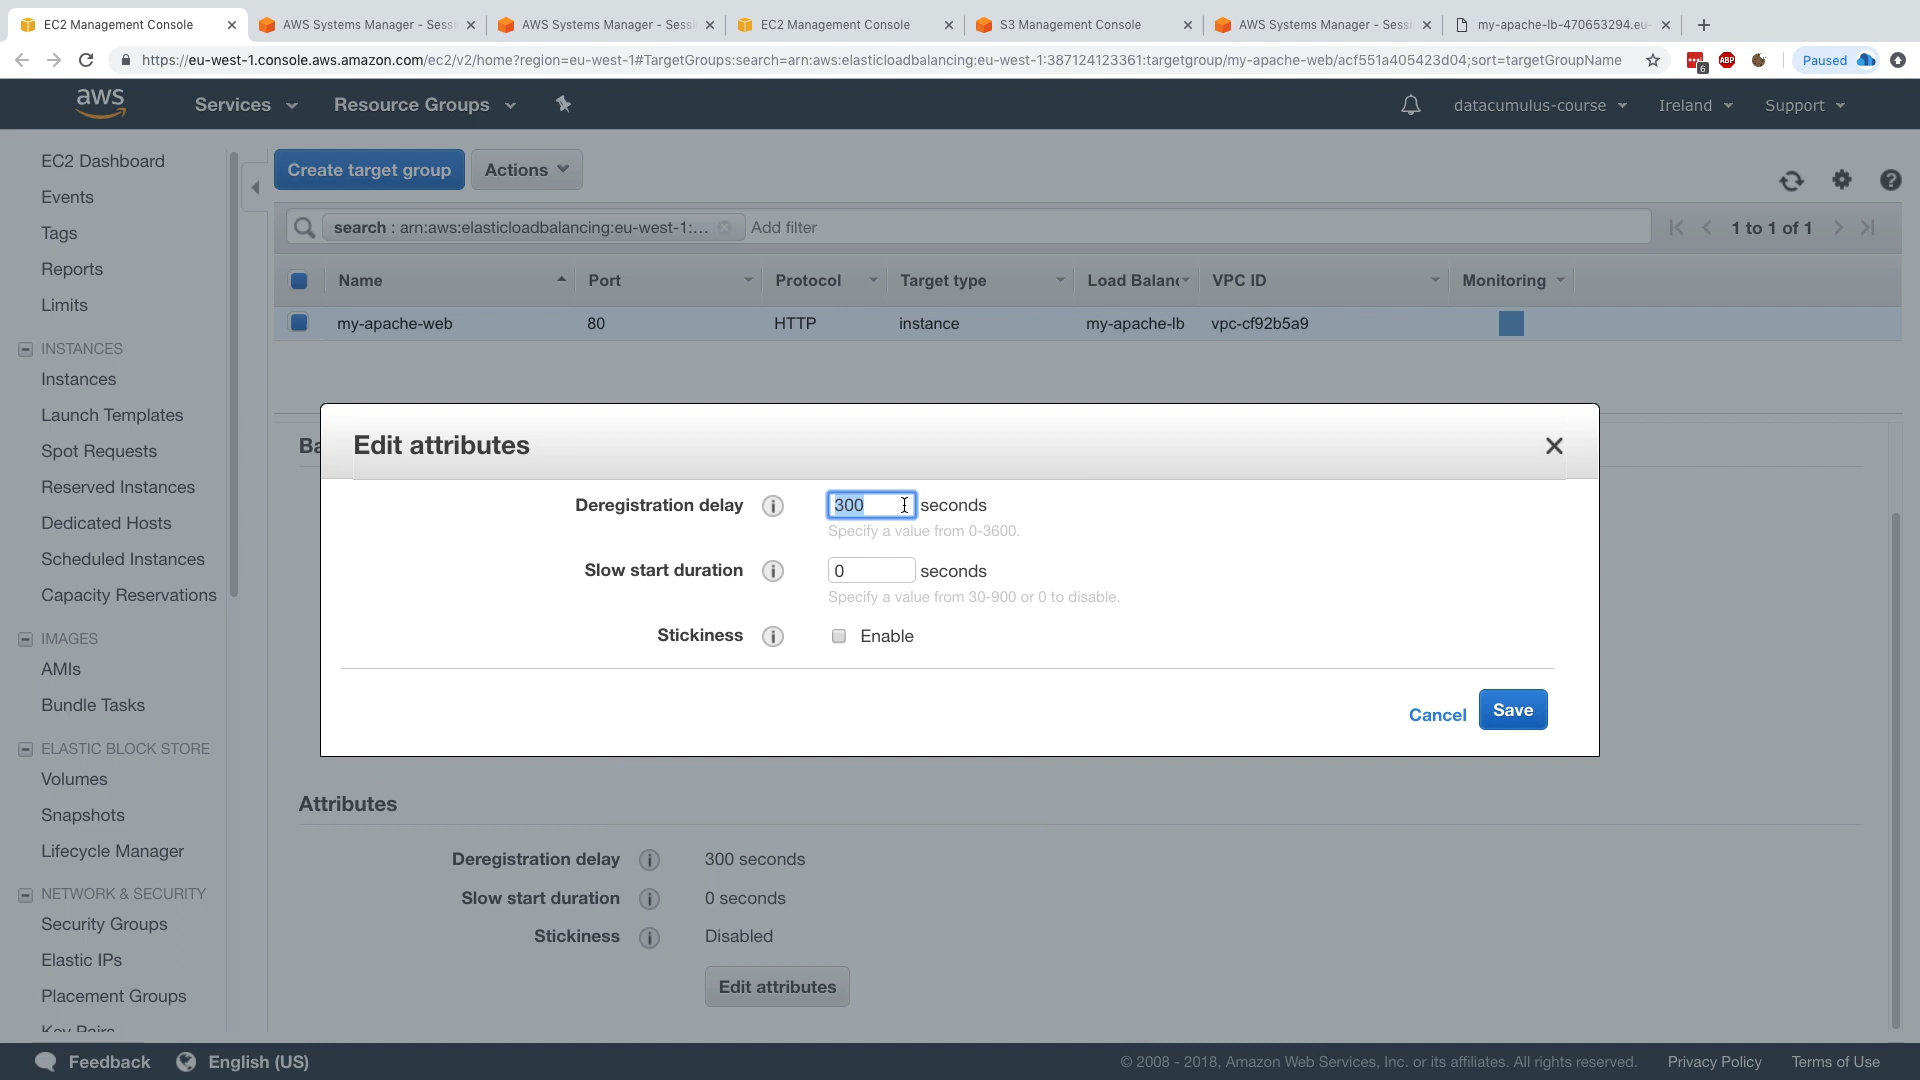 EC2 Management Console
AWS Systems Manager - Sessi
AWS Systems Manager - Sessi
EC2 Management Console
S3 Management Console
AWS Systems Manager - Sessi
my-apache-lb-470653294.eu-
https://eu-west-1.console.aws.amazon.com/ec2/v2/home?region=eu-west-1#TargetGroups:search=arn:aws:elasticloadbalancing:eu-west-1:387124123361:targetgroup/my-apache-web/acf551a405423d04;sort=targetGroupName
6
ABP
Paused
aws
Services
Resource Groups
datacumulus-course
Ireland
Support
EC2 Dashboard
Events
Tags
Reports
Limits
INSTANCES
Instances
Launch Templates
Spot Requests
Reserved Instances
Dedicated Hosts
Scheduled Instances
Capacity Reservations
IMAGES
AMIs
Bundle Tasks
ELASTIC BLOCK STORE
Volumes
Snapshots
Lifecycle Manager
NETWORK & SECURITY
Security Groups
Elastic IPs
Placement Groups
Key Pairs
Create target group
Actions
search : arn:aws:elasticloadbalancing:eu-west-1:...
Add filter
1 to 1 of 1
Name
Port
Protocol
Target type
Load Balanc
VPC ID
Monitoring
my-apache-web
80
HTTP
instance
my-apache-lb
vpc-cf92b5a9
Ba
Edit attributes
Deregistration delay
300
seconds
Specify a value from 0-3600.
Slow start duration
0
seconds
Specify a value from 30-900 or 0 to disable.
Stickiness
Enable
Cancel
Save
Attributes
Deregistration delay
300 seconds
Slow start duration
0 seconds
Stickiness
Disabled
Edit attributes
Feedback
English (US)
© 2008 - 2018, Amazon Web Services, Inc. or its affiliates. All rights reserved.
Privacy Policy
Terms of Use